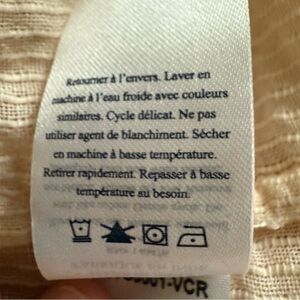 Retourner à l'envers. Laver en
machine à l'eau froide avec couleurs
similaires. Cycle délicat. Ne pas
utiliser agent de blanchiment. Sécher
en machine à basse température.
Retirer rapidement. Repasser à basse
température au besoin.
001-VCR